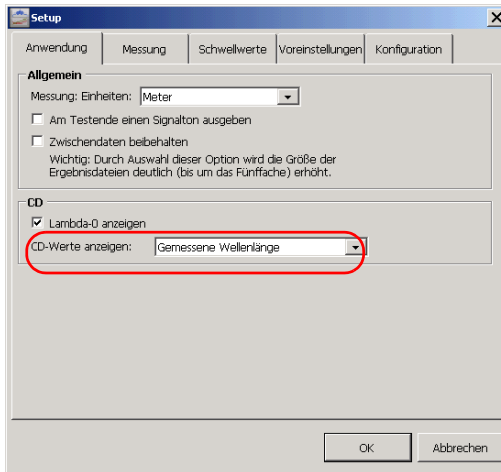 Setup
Anwendung Messung Schwellwerte Voreinstellungen Konfiguration
Allgemein
Messung: Einheiten: Meter
Am Testende einen Signalton ausgeben
Zwischendaten beibehalten
Wichtig: Durch Auswahl dieser Option wird die Größe der
Ergebnisdateien deutlich (bis um das Fünffache) erhöht.
CD
Lambda-0 anzeigen
CD-Werte anzeigen: Gemessene Wellenlänge
OK Abbrechen